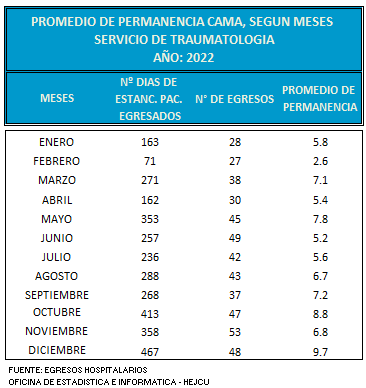 PROMEDIO DE PERMANENCIA CAMA, SEGUN MESES
SERVICIO DE TRAUMATOLOGIA
AÑO: 2022
MESES Nº DIAS DE ESTANC. PAC. EGRESADOS N° DE EGRESOS PROMEDIO DE PERMANENCIA
ENERO 163 28 5.8
FEBRERO 71 27 2.6
MARZO 271 38 7.1
ABRIL 162 30 5.4
MAYO 353 45 7.8
JUNIO 257 49 5.2
JULIO 236 42 5.6
AGOSTO 288 43 6.7
SEPTIEMBRE 268 37 7.2
OCTUBRE 413 47 8.8
NOVIEMBRE 358 53 6.8
DICIEMBRE 467 48 9.7
FUENTE: EGRESOS HOSPITALARIOS
OFICINA DE ESTADISTICA E INFORMATICA - HEJCU